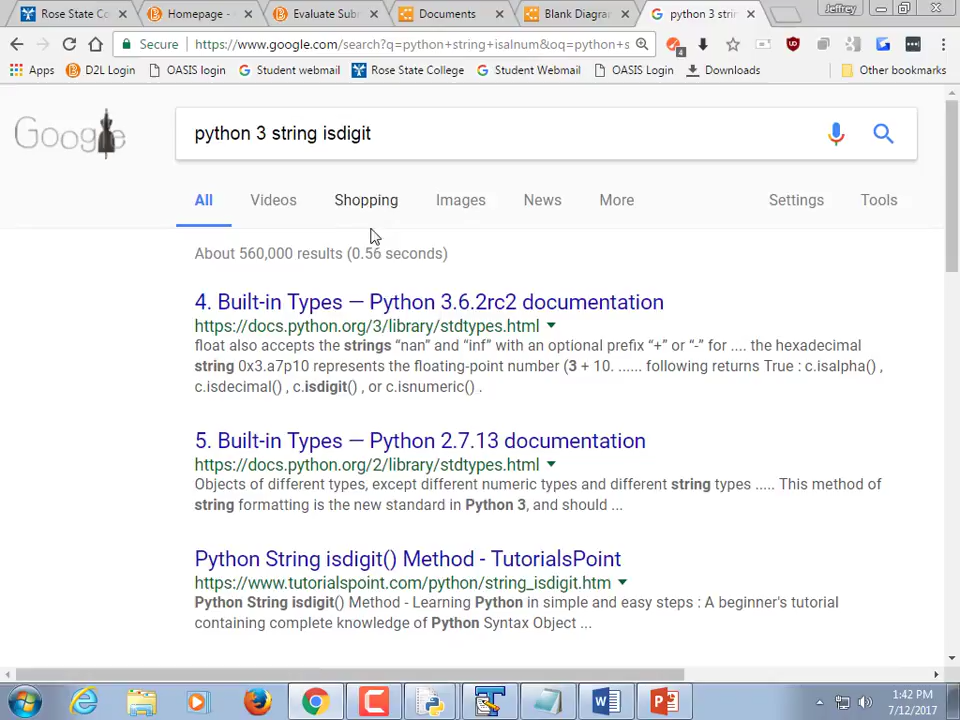 Rose State Co
Homepage -
Evaluate Subr
Documents
Blank Diagran
python 3 strin
Jeffrey
Secure
https://www.google.com/search?q=python+string+isalnum&oq=python+s
4
Apps
D2L Login
OASIS login
Student webmail
Rose State College
Student Webmail
OASIS Login
Downloads
Other bookmarks
Google
python 3 string isdigit
All
Videos
Shopping
Images
News
More
Settings
Tools
About 560,000 results (0.56 seconds)
4. Built-in Types — Python 3.6.2rc2 documentation
https://docs.python.org/3/library/stdtypes.html
float also accepts the strings “nan” and “inf” with an optional prefix “+” or “-” for .... the hexadecimal
string 0x3.a7p10 represents the floating-point number (3 + 10. ...... following returns True : c.isalpha() ,
c.isdecimal() , c.isdigit() , or c.isnumeric() .
5. Built-in Types — Python 2.7.13 documentation
https://docs.python.org/2/library/stdtypes.html
Objects of different types, except different numeric types and different string types ..... This method of
string formatting is the new standard in Python 3, and should ...
Python String isdigit() Method - TutorialsPoint
https://www.tutorialspoint.com/python/string_isdigit.htm
Python String isdigit() Method - Learning Python in simple and easy steps : A beginner's tutorial
containing complete knowledge of Python Syntax Object ...
1:42 PM
7/12/2017